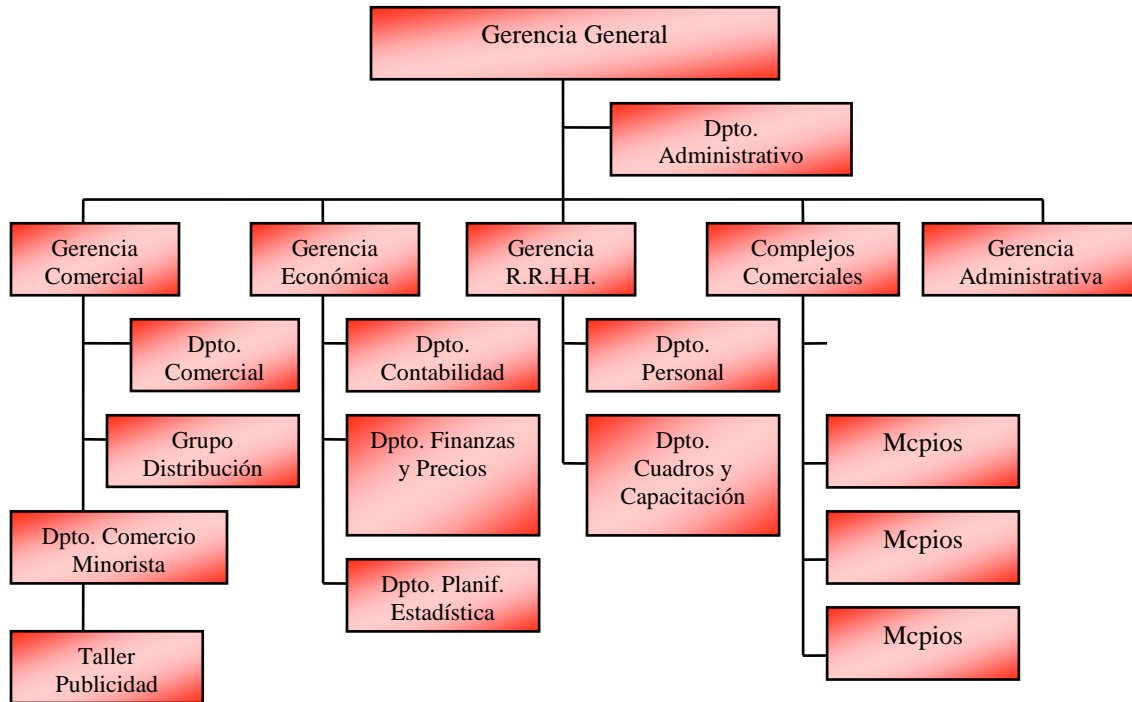 Gerencia General
Dpto.
Administrativo
Gerencia
Comercial
Gerencia
Económica
Gerencia
R.R.H.H.
Complejos
Comerciales
Gerencia
Administrativa
Dpto.
Comercial
Dpto.
Contabilidad
Dpto.
Personal
Grupo
Distribución
Dpto. Finanzas
y Precios
Dpto.
Cuadros y
Capacitación
Mcpios
Dpto. Comercio
Minorista
Mcpios
Dpto. Planif.
Estadística
Mcpios
Taller
Publicidad